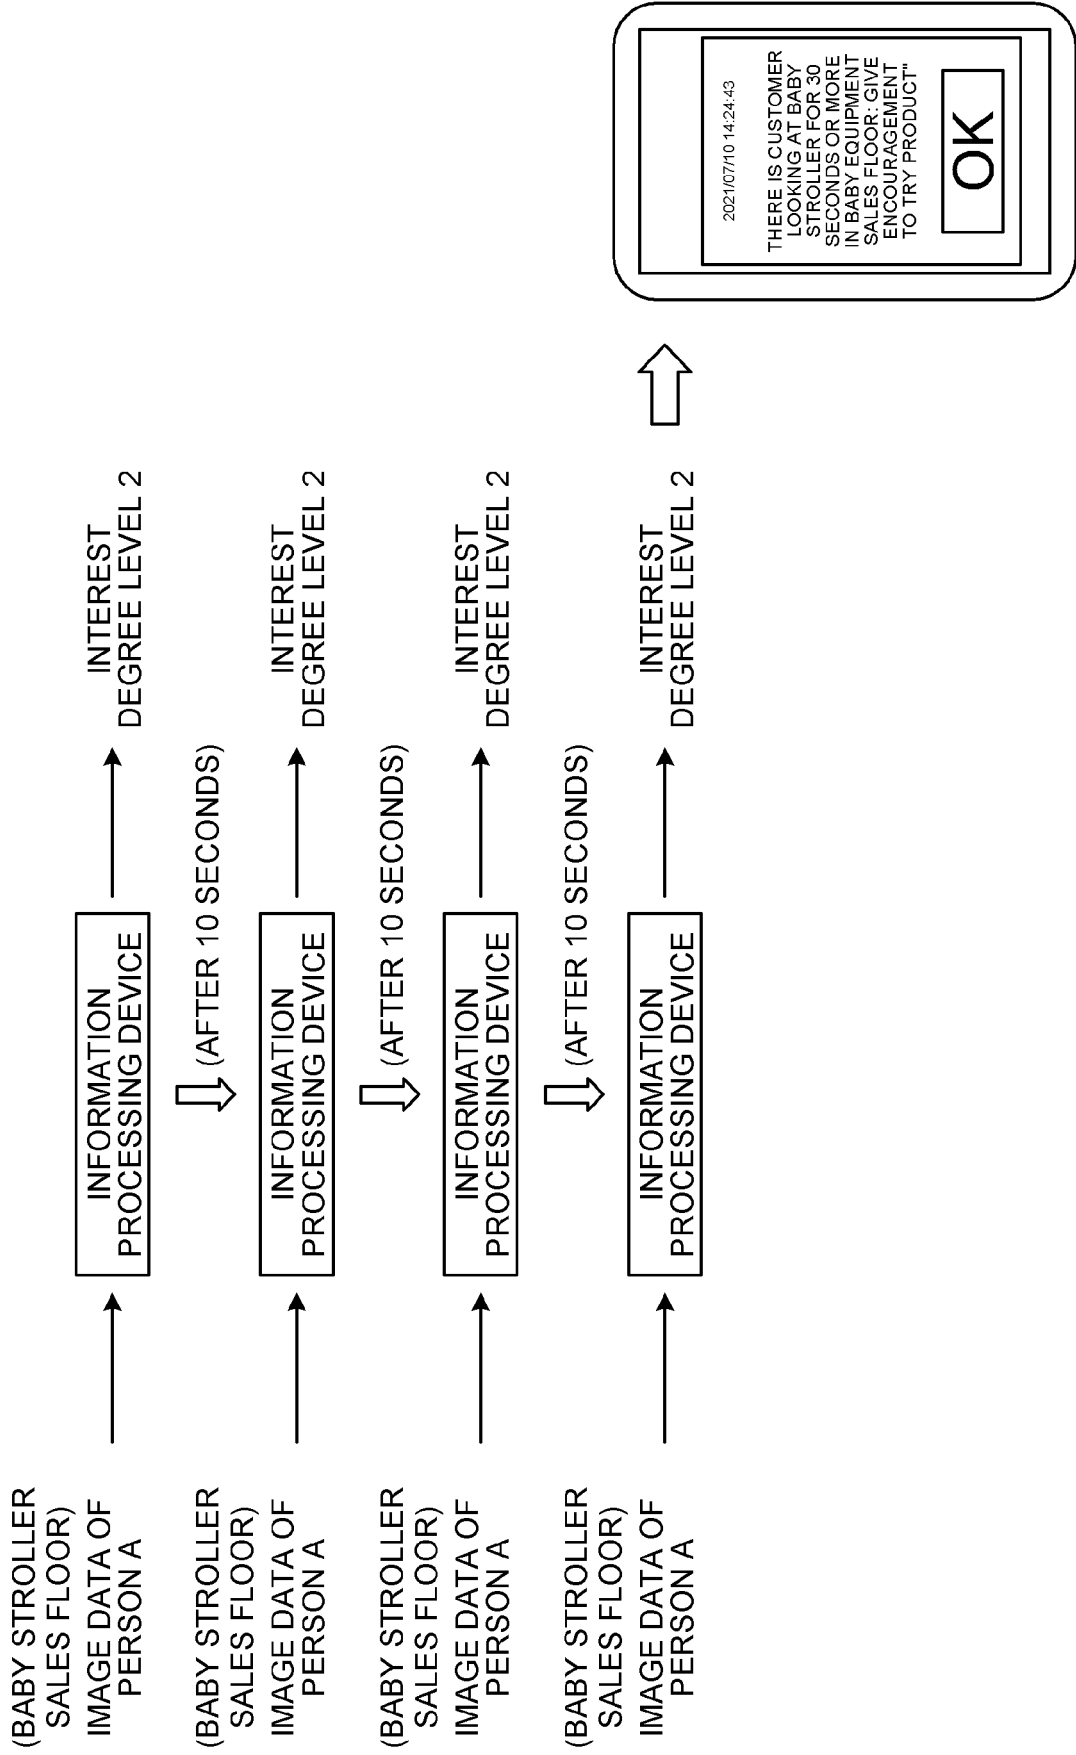 (BABY STROLLER
SALES FLOOR)
IMAGE DATA OF
PERSON A
INFORMATION
PROCESSING DEVICE
INTEREST
DEGREE LEVEL 2
(AFTER 10 SECONDS)
(BABY STROLLER
SALES FLOOR)
IMAGE DATA OF
PERSON A
INFORMATION
PROCESSING DEVICE
INTEREST
DEGREE LEVEL 2
(AFTER 10 SECONDS)
(BABY STROLLER
SALES FLOOR)
IMAGE DATA OF
PERSON A
INFORMATION
PROCESSING DEVICE
INTEREST
DEGREE LEVEL 2
(AFTER 10 SECONDS)
(BABY STROLLER
SALES FLOOR)
IMAGE DATA OF
PERSON A
INFORMATION
PROCESSING DEVICE
INTEREST
DEGREE LEVEL 2
2021/07/10 14:24:43
THERE IS CUSTOMER
LOOKING AT BABY
STROLLER FOR 30
SECONDS OR MORE
IN BABY EQUIPMENT
SALES FLOOR: GIVE
ENCOURAGEMENT
TO TRY PRODUCT"
OK